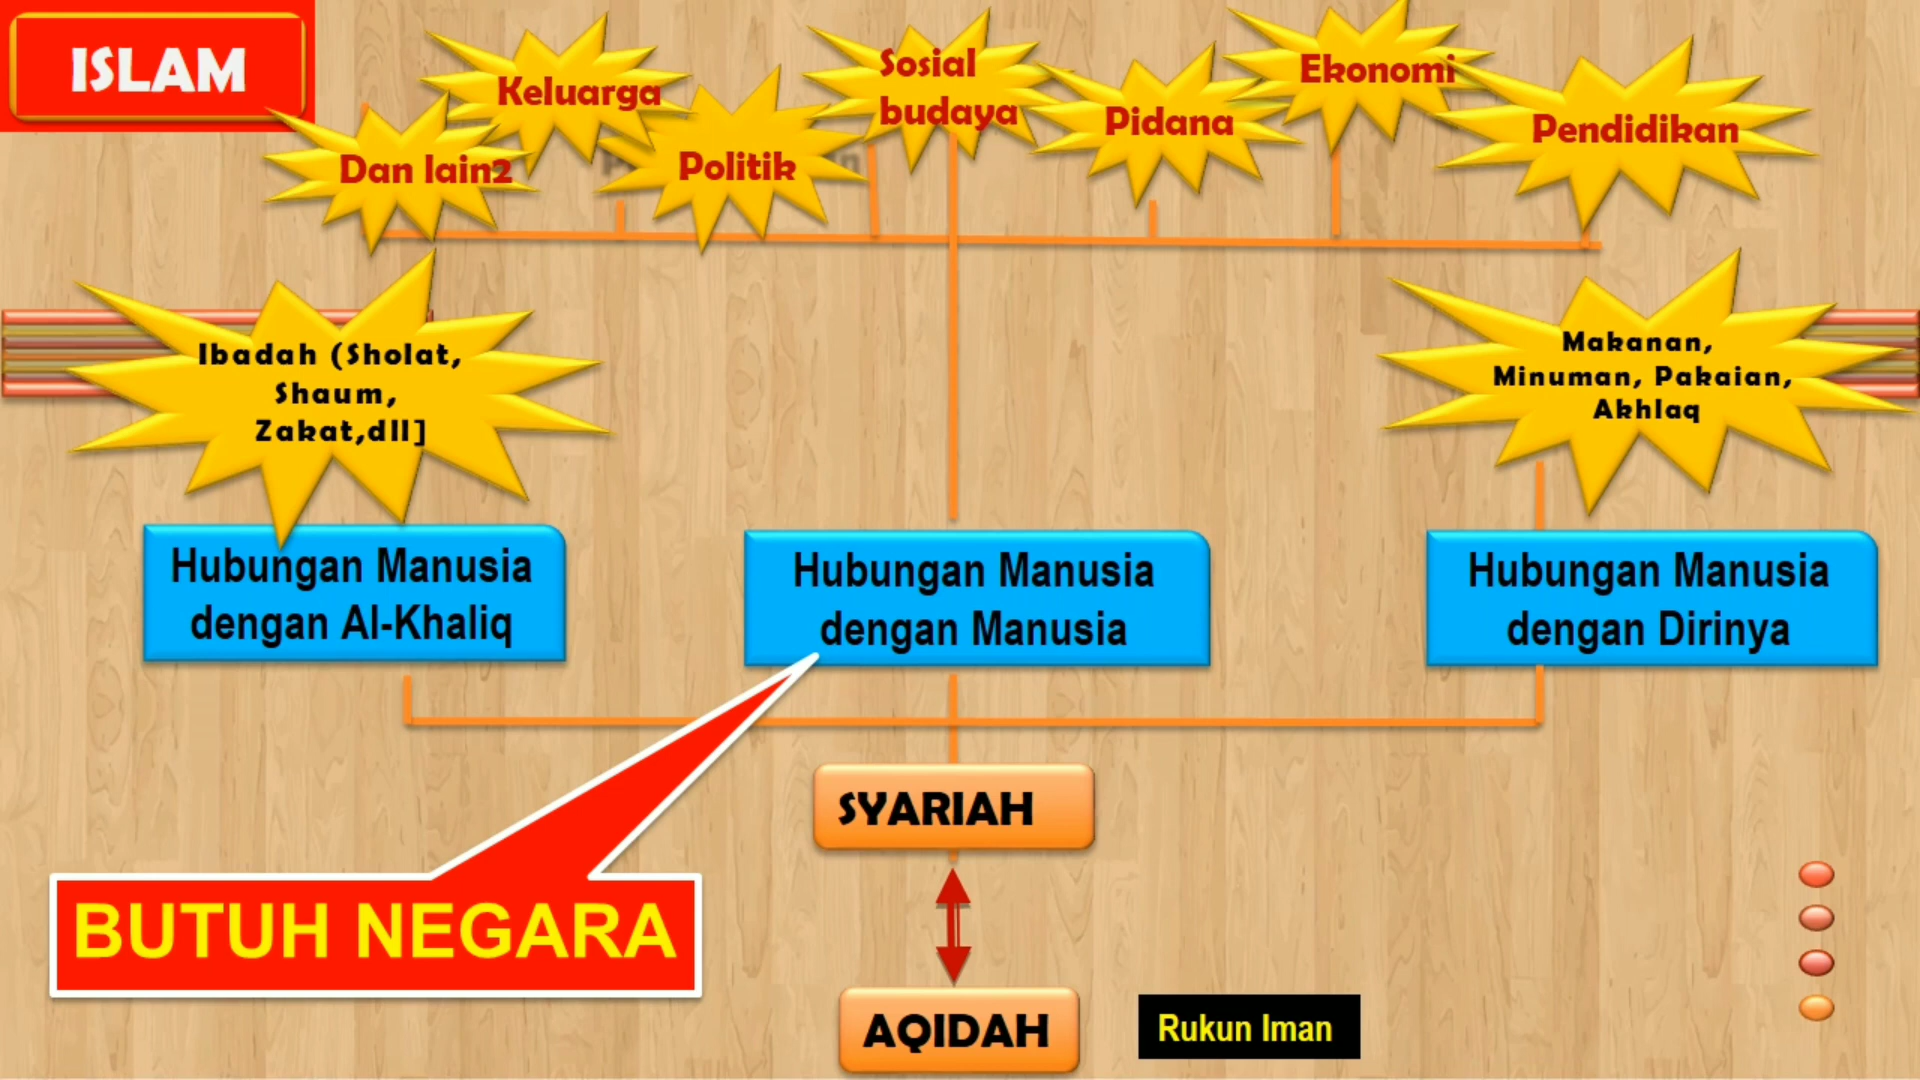 ISLAM
Keluarga
Sosial
budaya
Ekonomi
Pidana
Pendidikan
Dan lain2
Politik
Ibadah (Sholat,
Shaum,
Zakat,dll]
Makanan,
Minuman, Pakaian,
Akhlaq
Hubungan Manusia
dengan Al-Khaliq
Hubungan Manusia
dengan Manusia
Hubungan Manusia
dengan Dirinya
SYARIAH
BUTUH NEGARA
AQIDAH
Rukun Iman